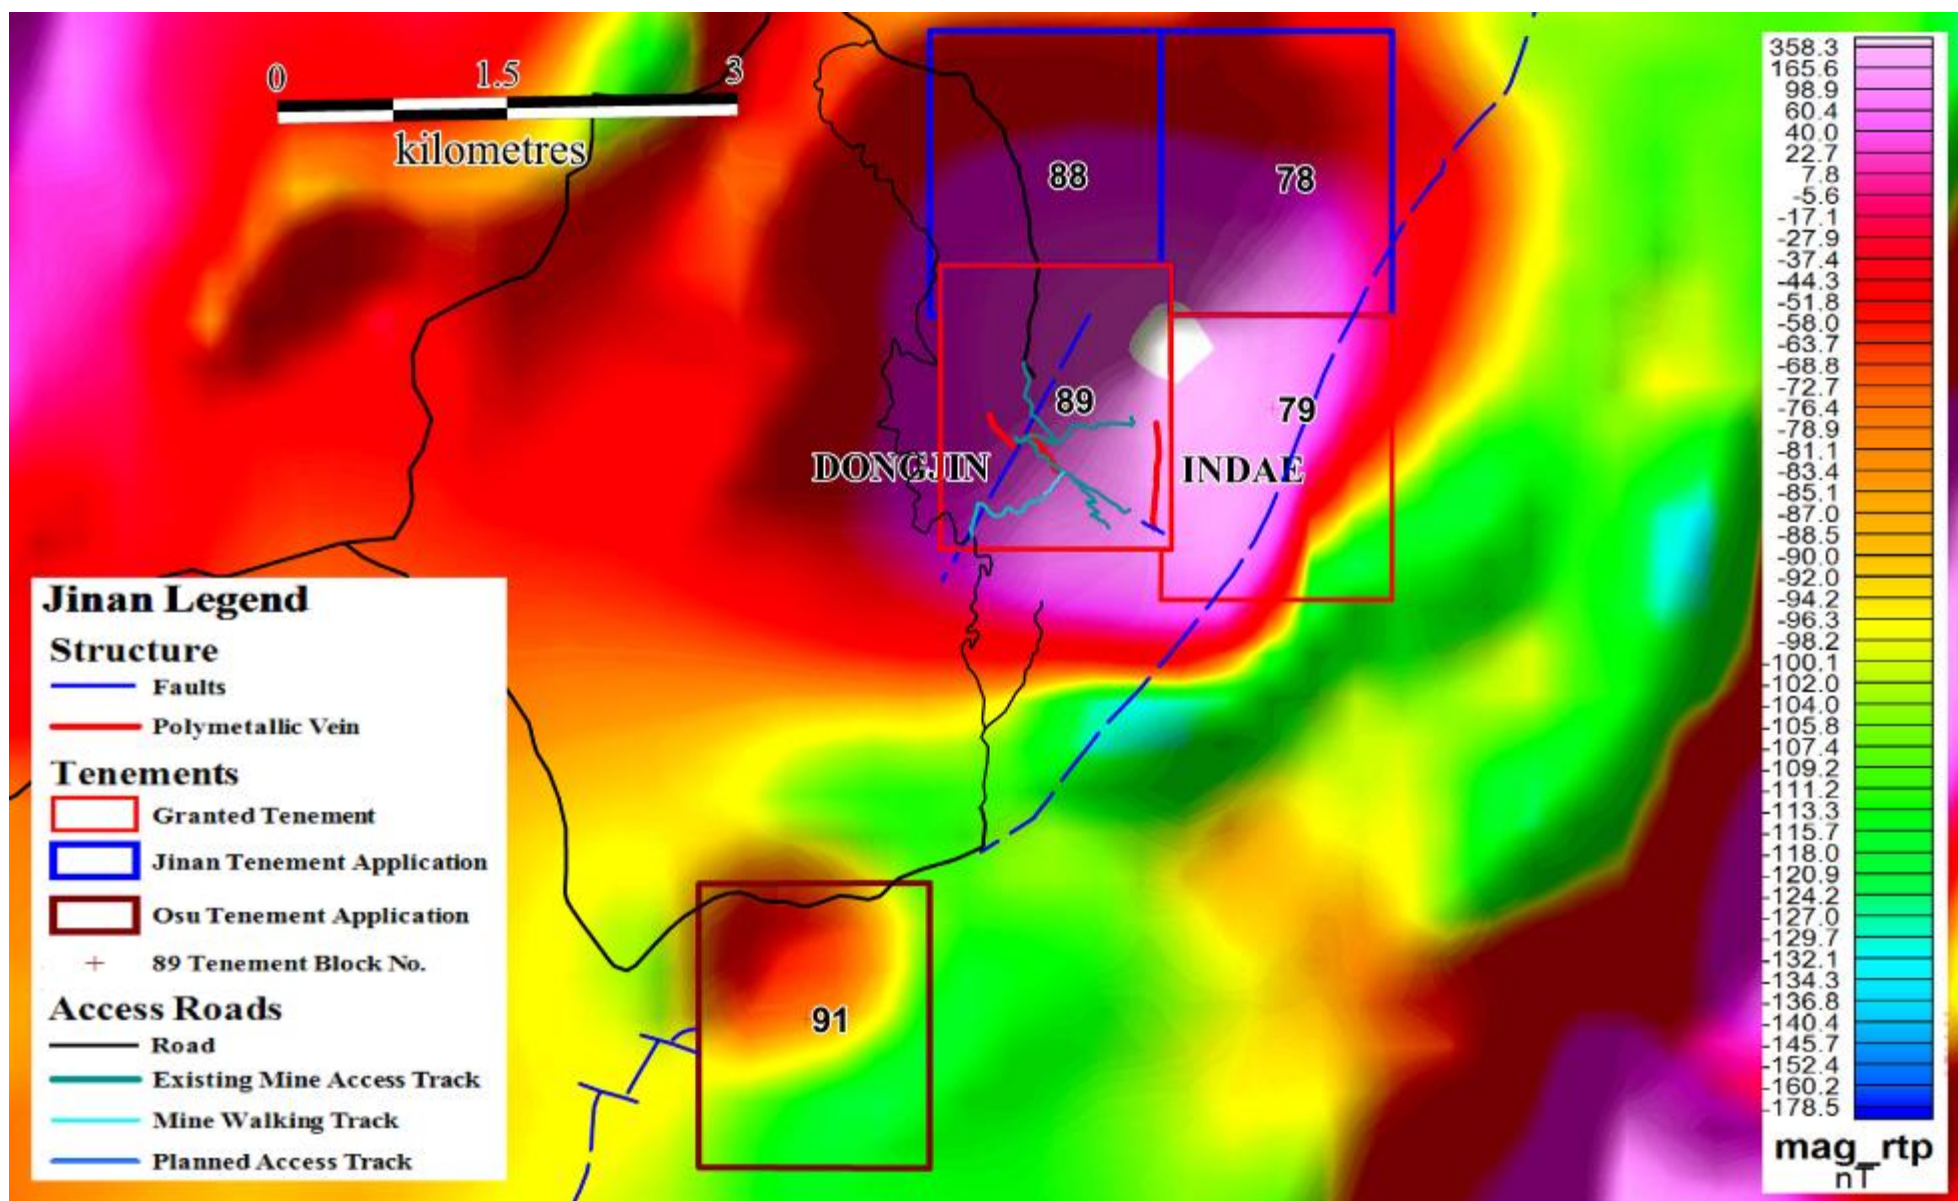 0 1.5 3
kilometres
88
78
89
79
DONGJIN
INDAE
91
Jinan Legend
Structure
Faults
Polymetallic Vein
Tenements
Granted Tenement
Jinan Tenement Application
Osu Tenement Application
89 Tenement Block No.
Access Roads
Road
Existing Mine Access Track
Mine Walking Track
Planned Access Track
358.3
165.6
98.9
60.4
40.0
22.7
7.8
-5.6
-17.1
-27.9
-37.4
-44.3
-51.8
-58.0
-63.7
-68.8
-72.7
-76.4
-78.9
-81.1
-83.4
-85.1
-87.0
-88.5
-90.0
-92.0
-94.2
-96.3
-98.2
-100.1
-102.0
-104.0
-105.8
-107.4
-109.2
-111.2
-113.3
-115.7
-118.0
-120.9
-124.2
-127.0
-129.7
-132.1
-134.3
-136.8
-140.4
-145.7
-152.4
-160.2
-178.5
mag_rtp
nT